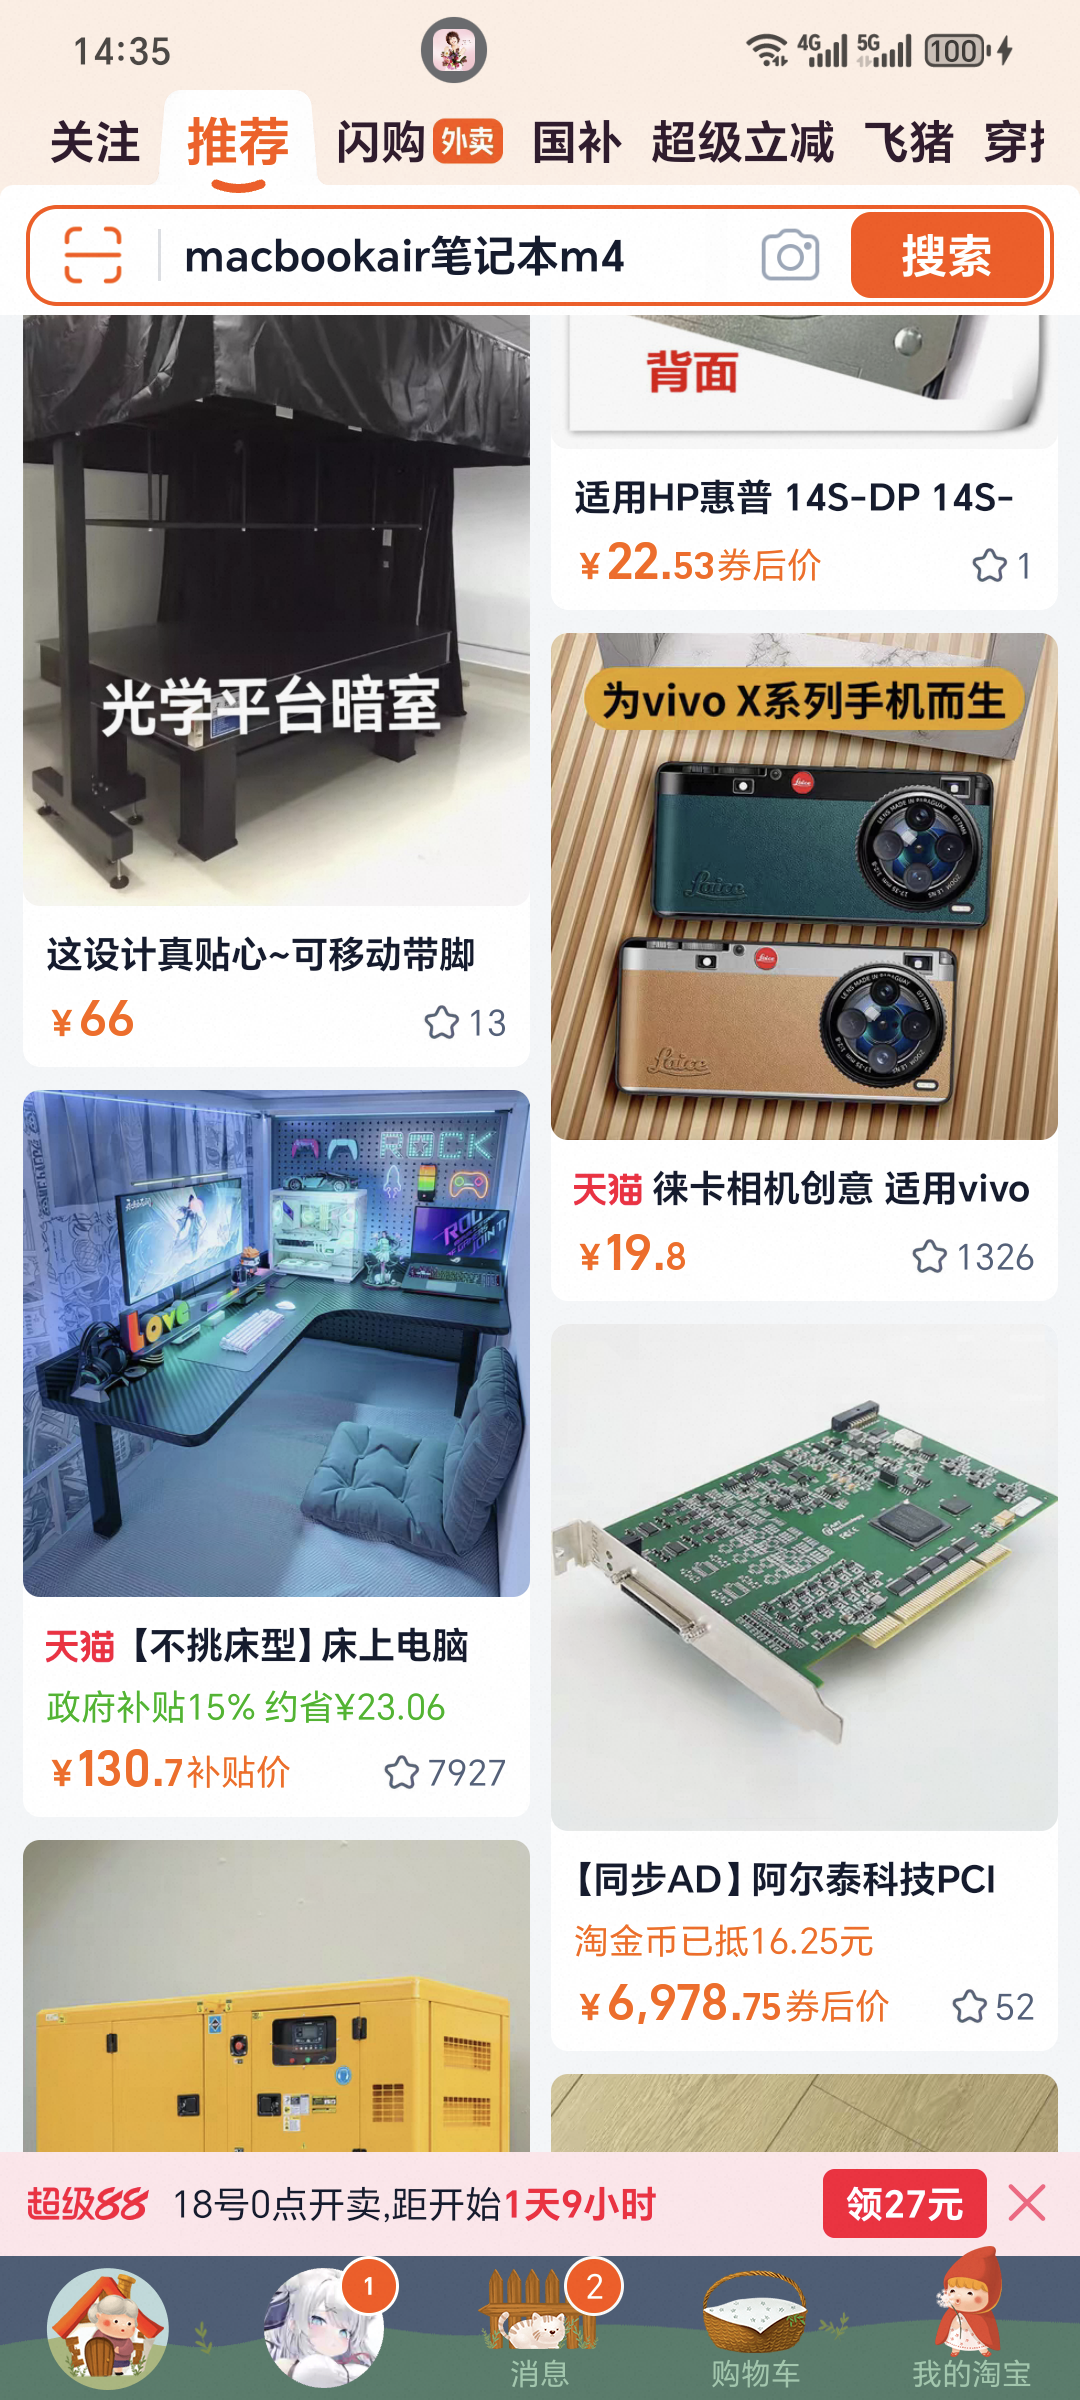 14:35
4G
5G
100
关注
推荐
闪购
外卖
国补
超级立减
飞猪
macbookair笔记本m4
搜索
光学平台暗室
这设计真贴心~可移动带脚
¥66
13
背面
适用HP惠普 14S-DP 14S-
¥22.53券后价
1
为vivo X系列手机而生
天猫 徕卡相机创意 适用vivo
¥19.8
1326
ROCK
Love
天猫【不挑床型】床上电脑
政府补贴15% 约省¥23.06
¥130.7补贴价
7927
【同步AD】阿尔泰科技PCI
淘金币已抵16.25元
¥6,978.75券后价
52
超级88
18号0点开卖,距开始1天9小时
领27元
1
2
消息
购物车
我的淘宝